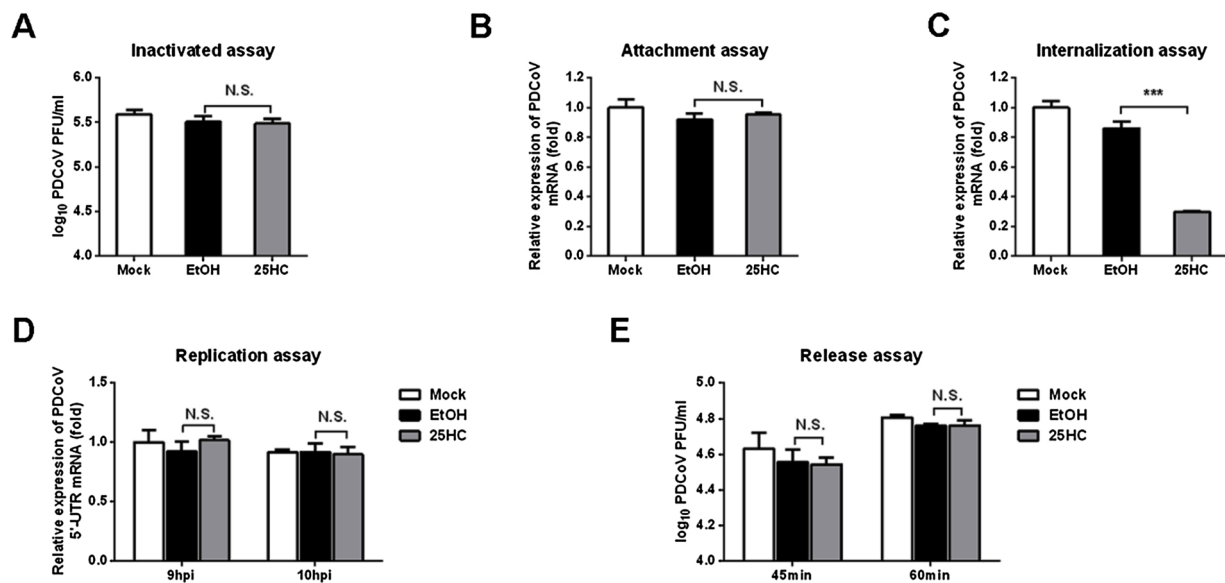 A
Inactivated assay
log10 PDCoV PFU/ml
6.0
5.5
5.0
4.5
4.0
N.S.
Mock EtOH 25HC
B
Attachment assay
Relative expression of PDCoV
mRNA (fold)
1.2
1.0
0.8
0.6
0.4
0.2
0.0
N.S.
Mock EtOH 25HC
C
Internalization assay
Relative expression of PDCoV
mRNA (fold)
1.2
1.0
0.8
0.6
0.4
0.2
0.0
***
Mock EtOH 25HC
D
Replication assay
Relative expression of PDCoV
5'-UTR mRNA (fold)
1.5
1.0
0.5
0.0
N.S.
N.S.
9hpi 10hpi
Mock
EtOH
25HC
E
Release assay
log10 PDCoV PFU/ml
5.0
4.8
4.6
4.4
4.2
4.0
N.S.
N.S.
45min 60min
Mock
EtOH
25HC